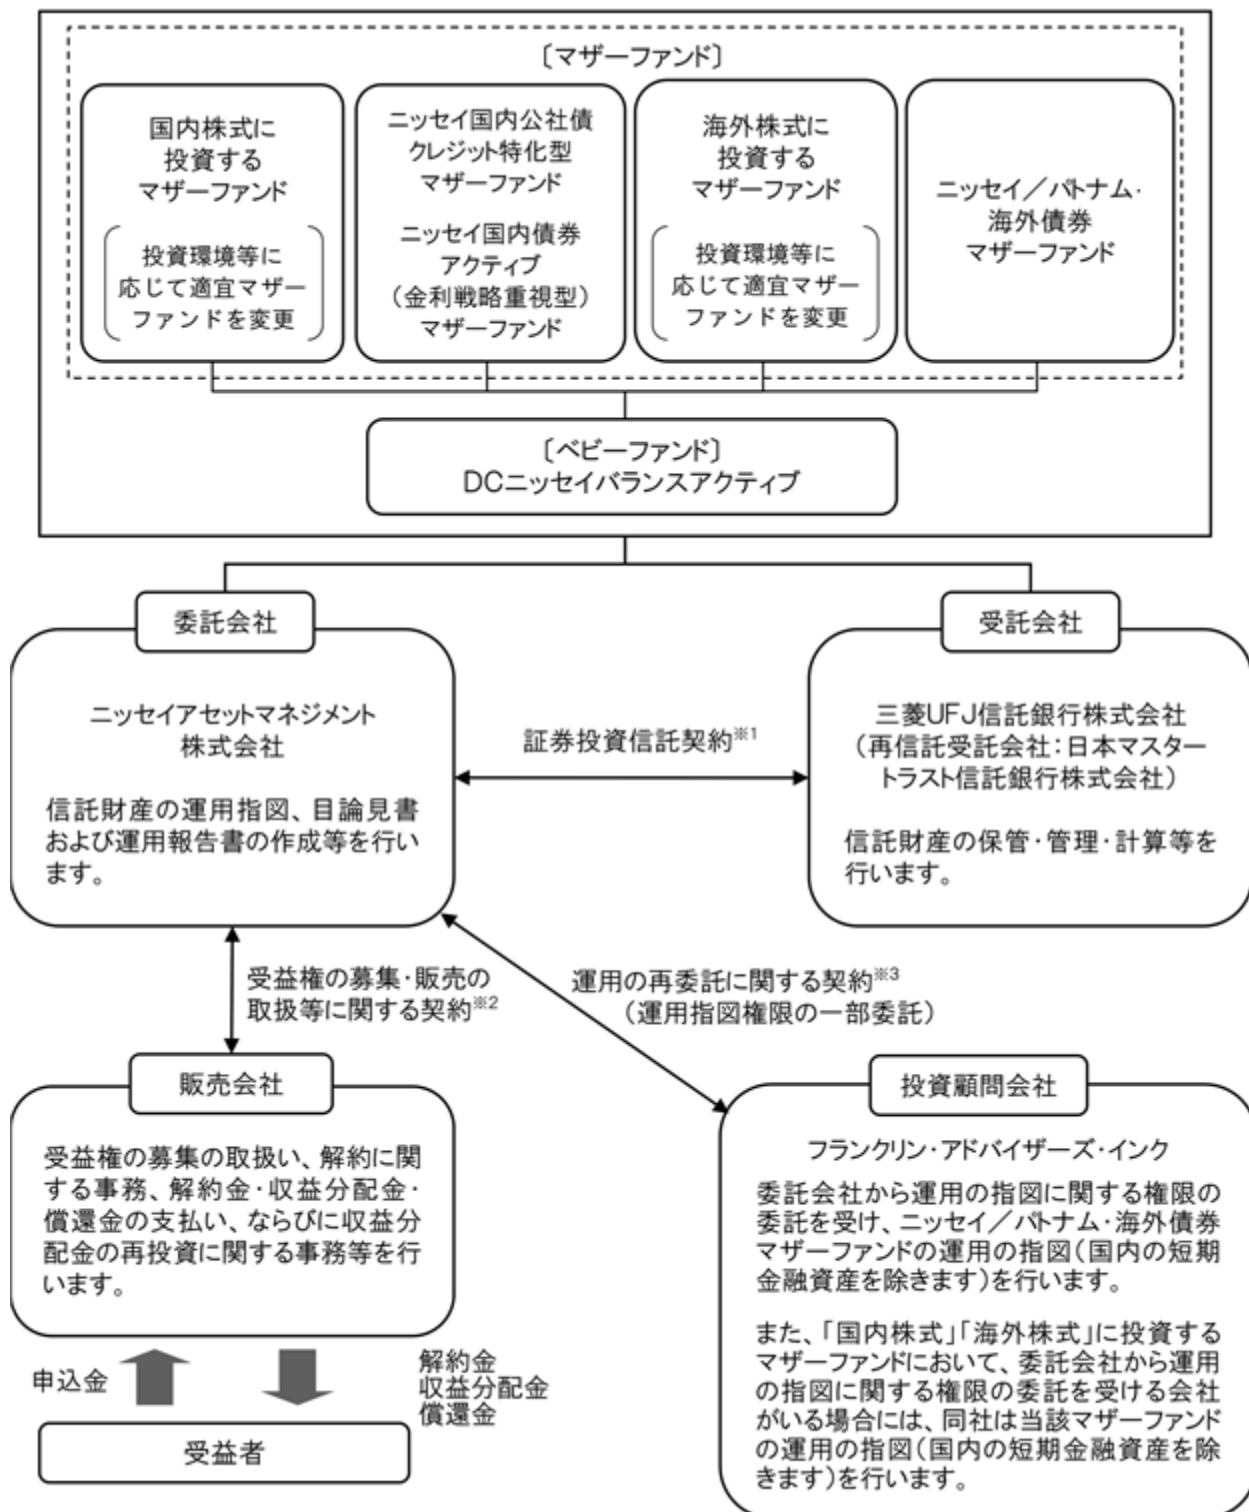 〔マザーファンド〕
国内株式に
投資する
マザーファンド
投資環境等に
応じて適宜マザー
ファンドを変更
ニッセイ国内公社債
クレジット特化型
マザーファンド
ニッセイ国内債券
アクティブ
（金利戦略重視型）
マザーファンド
海外株式に
投資する
マザーファンド
投資環境等に
応じて適宜マザー
ファンドを変更
ニッセイ／パトナム・
海外債券
マザーファンド
〔ベビーファンド〕
DCニッセイバランスアクティブ
委託会社
ニッセイアセットマネジメント
株式会社
信託財産の運用指図、目論見書
および運用報告書の作成等を行い
ます。
証券投資信託契約※1
受託会社
三菱UFJ信託銀行株式会社
（再信託受託会社：日本マスター
トラスト信託銀行株式会社）
信託財産の保管・管理・計算等を
行います。
受益権の募集・販売の
取扱等に関する契約※2
運用の再委託に関する契約※3
（運用指図権限の一部委託）
販売会社
受益権の募集の取扱い、解約に関
する事務、解約金・収益分配金・
償還金の支払い、ならびに収益分
配金の再投資に関する事務等を行
います。
申込金
解約金
収益分配金
償還金
受益者
投資顧問会社
フランクリン・アドバイザーズ・インク
委託会社から運用の指図に関する権限の
委託を受け、ニッセイ／パトナム・海外債券
マザーファンドの運用の指図（国内の短期
金融資産を除きます）を行います。
また、「国内株式」「海外株式」に投資する
マザーファンドにおいて、委託会社から運用
の指図に関する権限の委託を受ける会社
がいる場合には、同社は当該マザーファンド
の運用の指図（国内の短期金融資産を除
きます）を行います。